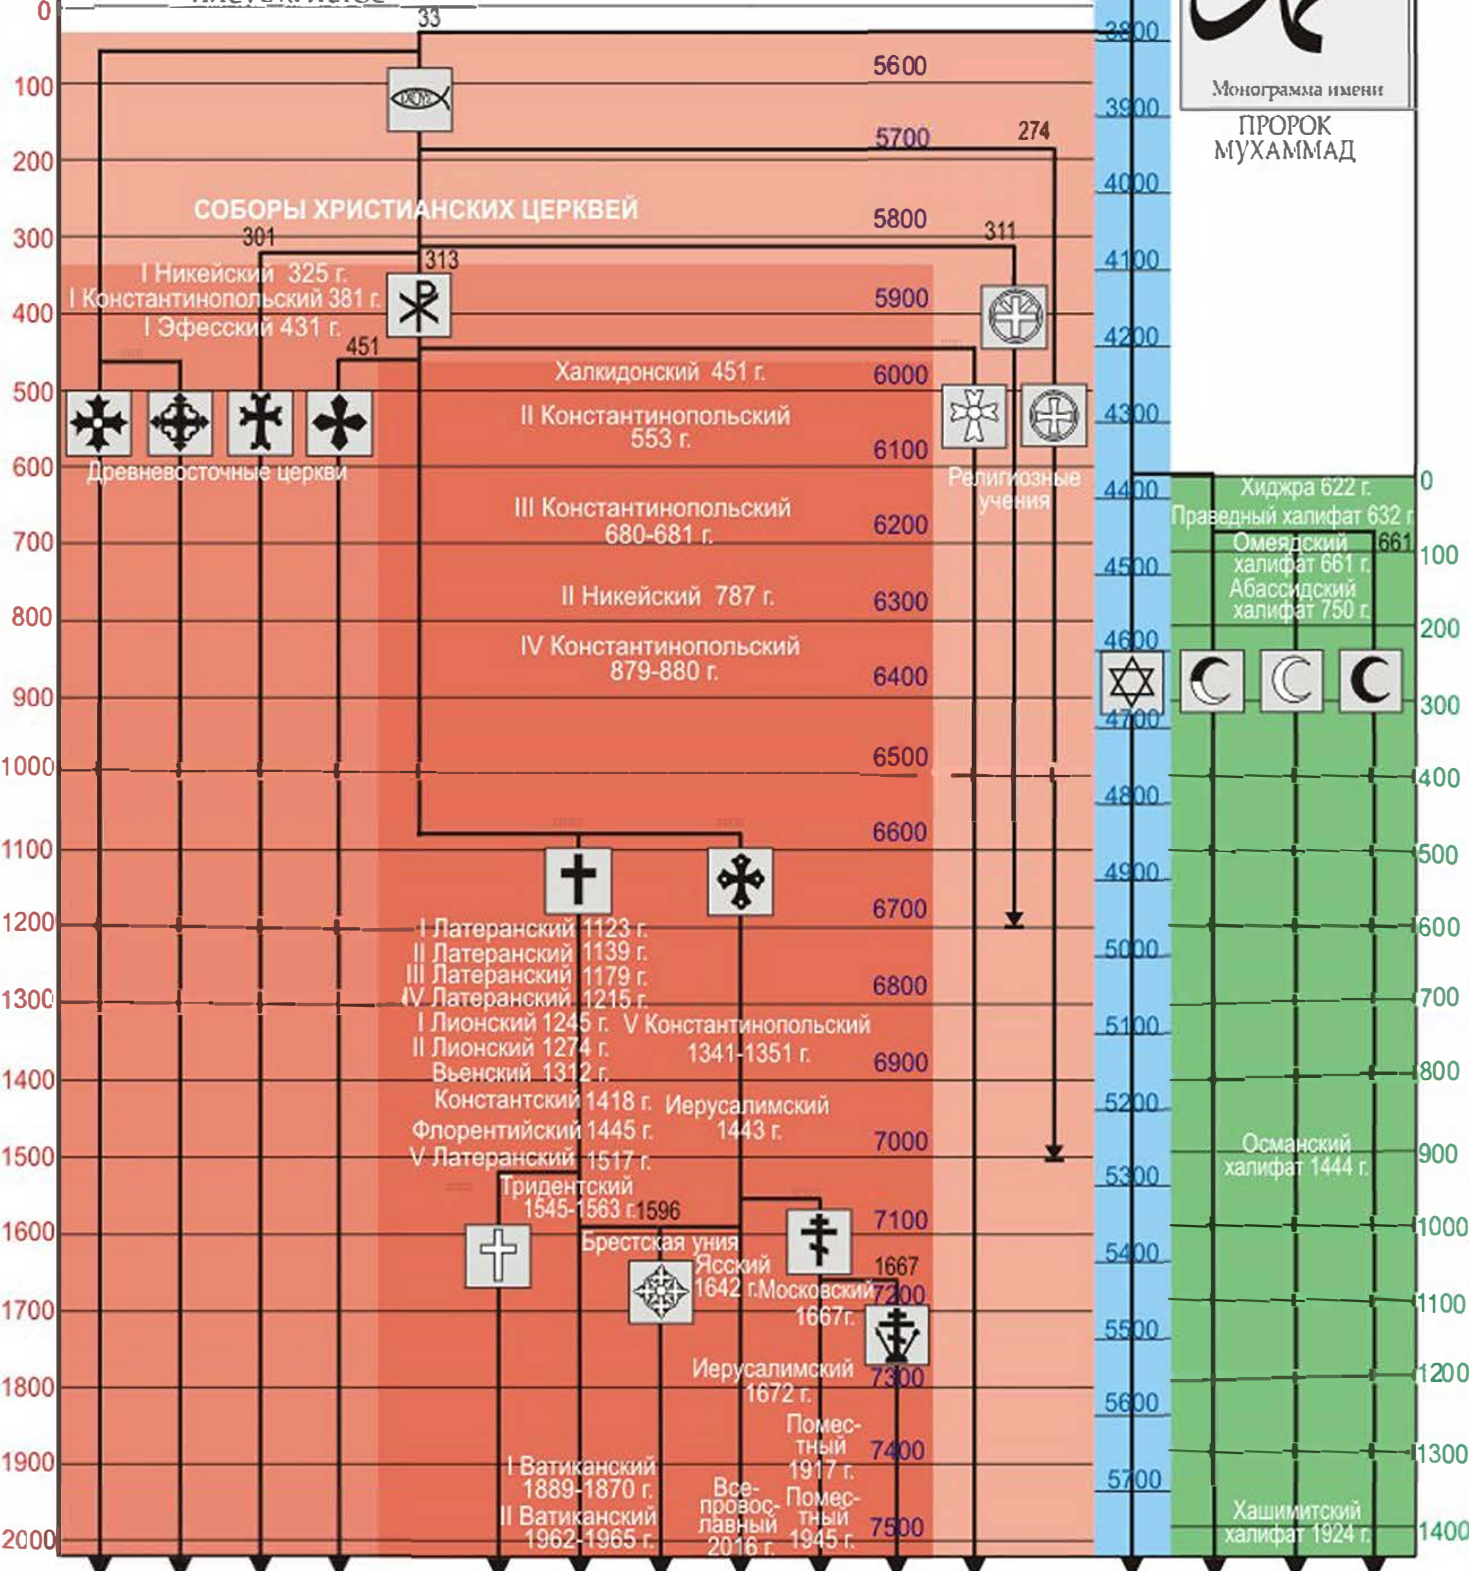 0
33
3800
100
5600
Монограмма имени
3900
ПРОРОК
МУХАММАД
5700
274
200
4000
СОБОРЫ ХРИСТИАНСКИХ ЦЕРКВЕЙ
5800
300
301
311
313
4100
I Никейский 325 г.
I Константинопольский 381 г.
I Эфесский 431 г.
5900
400
4200
451
Халкидонский 451 г.
6000
500
II Константинопольский
553 г.
4300
6100
600
Древневосточные церкви
Религиозные
учения
4400
0
Хиджра 622 г.
Праведный халифат 632 г.
III Константинопольский
680-681 г.
6200
700
Омеядский
халифат 661 г.
661
100
4500
Абассидский
халифат 750 г.
II Никейский 787 г.
6300
800
200
4600
IV Константинопольский
879-880 г.
6400
900
300
4700
6500
1000
400
4800
6600
1100
500
4900
6700
1200
600
I Латеранский 1123 г.
II Латеранский 1139 г.
III Латеранский 1179 г.
IV Латеранский 1215 г.
I Лионский 1245 г.
II Лионский 1274 г.
Вьенский 1312 г.
Константский 1418 г.
Флорентийский 1445 г.
V Латеранский 1517 г.
Тридентский
1545-1563 г.
5000
6800
1300
700
V Константинопольский
1341-1351 г.
5100
6900
1400
800
5200
Иерусалимский
1443 г.
7000
1500
900
Османский
халифат 1444 г.
5300
1596
7100
1600
1000
Брестская уния
5400
Ясский
1642 г.
1667
Московский
1667г.
7200
1700
1100
5500
Иерусалимский
1672 г.
7300
1800
1200
5600
Помес-
тный
1917 г.
7400
1900
1300
I Ватиканский
1889-1870 г.
5700
II Ватиканский
1962-1965 г.
Все-
провос-
лавный
2016 г.
Помес-
тный
1945 г.
7500
Хашимитский
халифат 1924 г.
2000
1400